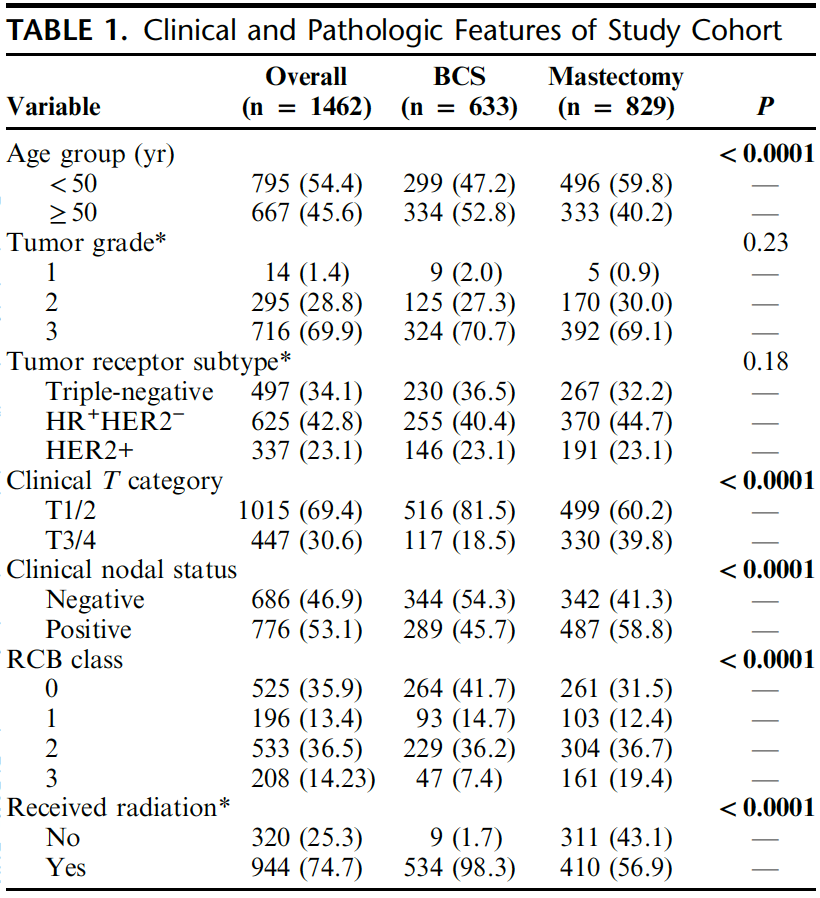 TABLE 1. Clinical and Pathologic Features of Study Cohort
Overall BCS Mastectomy
Variable (n = 1462) (n = 633) (n = 829) P
Age group (yr) < 0.0001
< 50 795 (54.4) 299 (47.2) 496 (59.8) —
≥ 50 667 (45.6) 334 (52.8) 333 (40.2) —
Tumor grade* 0.23
1 14 (1.4) 9 (2.0) 5 (0.9) —
2 295 (28.8) 125 (27.3) 170 (30.0) —
3 716 (69.9) 324 (70.7) 392 (69.1) —
Tumor receptor subtype* 0.18
Triple-negative 497 (34.1) 230 (36.5) 267 (32.2) —
HR⁺HER2⁻ 625 (42.8) 255 (40.4) 370 (44.7) —
HER2+ 337 (23.1) 146 (23.1) 191 (23.1) —
Clinical T category < 0.0001
T1/2 1015 (69.4) 516 (81.5) 499 (60.2) —
T3/4 447 (30.6) 117 (18.5) 330 (39.8) —
Clinical nodal status < 0.0001
Negative 686 (46.9) 344 (54.3) 342 (41.3) —
Positive 776 (53.1) 289 (45.7) 487 (58.8) —
RCB class < 0.0001
0 525 (35.9) 264 (41.7) 261 (31.5) —
1 196 (13.4) 93 (14.7) 103 (12.4) —
2 533 (36.5) 229 (36.2) 304 (36.7) —
3 208 (14.23) 47 (7.4) 161 (19.4) —
Received radiation* < 0.0001
No 320 (25.3) 9 (1.7) 311 (43.1) —
Yes 944 (74.7) 534 (98.3) 410 (56.9) —